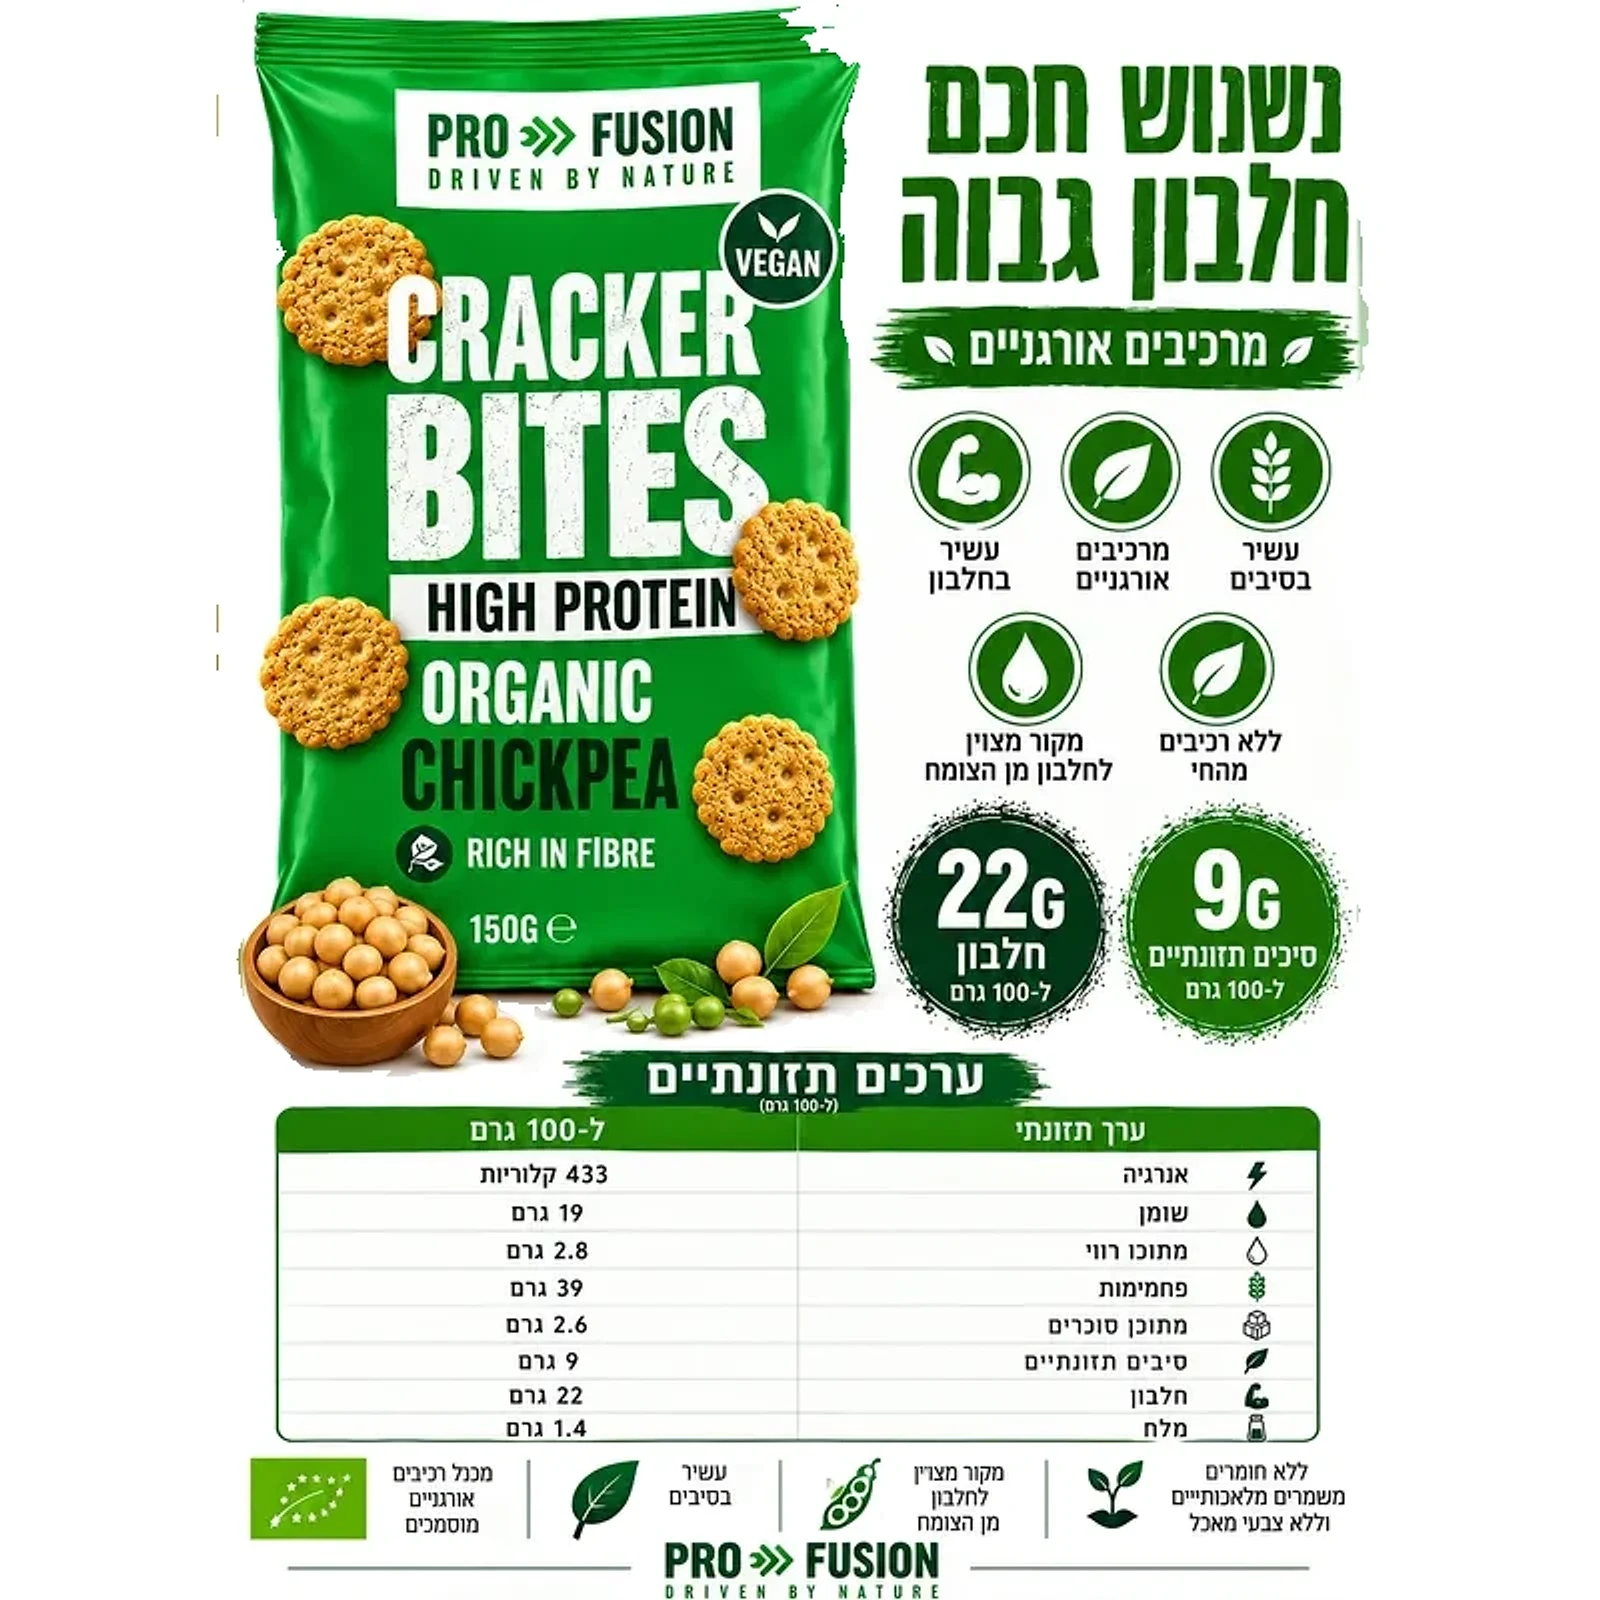 PRO FUSION
DRIVEN BY NATURE
VEGAN
CRACKER
BITES
HIGH PROTEIN
ORGANIC
CHICKPEA
RICH IN FIBRE
150G ℮
נשנוש חכם
חלבון גבוה
מרכיבים אורגניים
עשיר
בסיבים
מרכיבים
אורגניים
עשיר
בחלבון
ללא רכיבים
מהחי
מקור מצוין
לחלבון מן הצומח
9G
סיכים תזונתיים
ל-100 גרם
22G
חלבון
ל-100 גרם
ערכים תזונתיים
(ל-100 גרם)
ערך תזונתי ל-100 גרם
אנרגיה 433 קלוריות
שומן 19 גרם
מתוכו רווי 2.8 גרם
פחמימות 39 גרם
מתוכן סוכרים 2.6 גרם
סיבים תזונתיים 9 גרם
חלבון 22 גרם
מלח 1.4 גרם
ללא חומרים
משמרים מלאכותייים
וללא צבעי מאכל
מקור מצוין
לחלבון
מן הצומח
עשיר
בסיבים
מכנל רכיבים
אורגניים
מוסמכים
PRO FUSION
DRIVEN BY NATURE